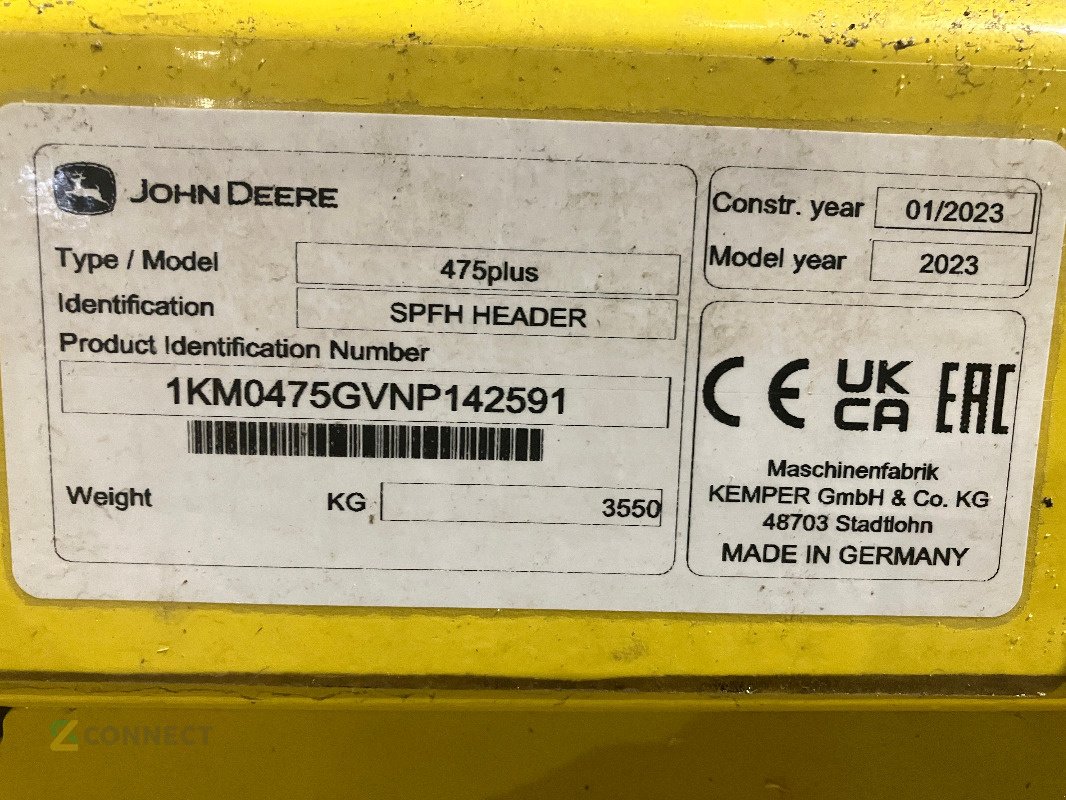 JOHN DEERE
Type / Model 475plus
Identification SPFH HEADER
Product Identification Number
1KM0475GVNP142591
Weight KG 3550
Constr. year 01/2023
Model year 2023
CE UK CA EAC
Maschinenfabrik
KEMPER GmbH & Co. KG
48703 Stadtlohn
MADE IN GERMANY
CONNECT